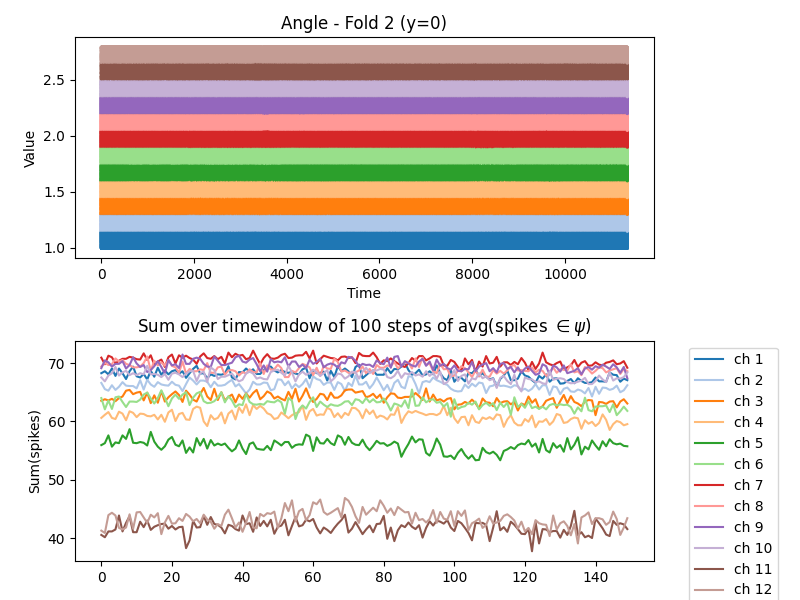 Angle - Fold 2 (y=0)
Value
2.5
2.0
1.5
1.0
0 2000 4000 6000 8000 10000
Time
Sum over timewindow of 100 steps of avg(spikes ∈ ψ)
Sum(spikes)
70
60
50
40
0 20 40 60 80 100 120 140
ch 1
ch 2
ch 3
ch 4
ch 5
ch 6
ch 7
ch 8
ch 9
ch 10
ch 11
ch 12